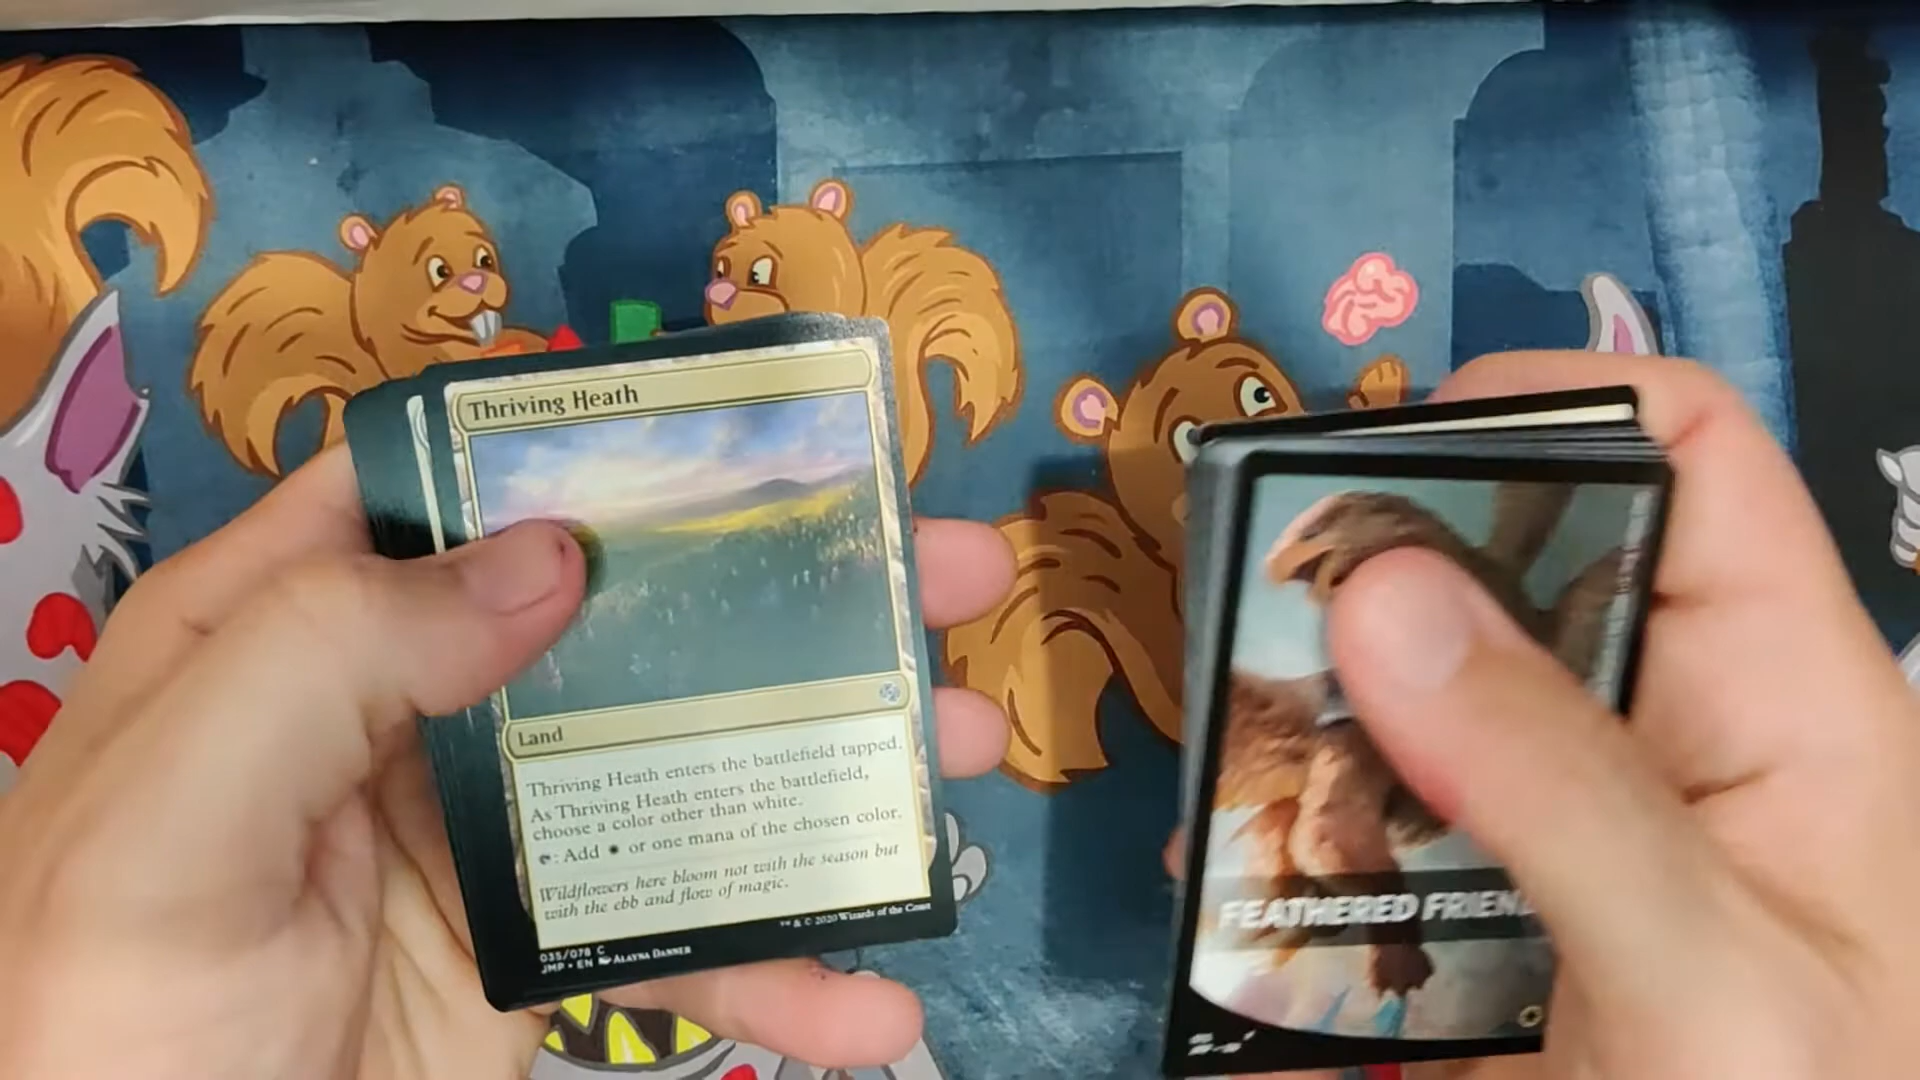 Thriving Heath
Land
Thriving Heath enters the battlefield tapped.
As Thriving Heath enters the battlefield,
choose a color other than white.
: Add or one mana of the chosen color.
Wildflowers here bloom not with the season but
with the ebb and flow of magic.
035/078 C
JMP • EN Alayna Danner
™ & © 2020 Wizards of the Coast
FEATHERED FRIEN